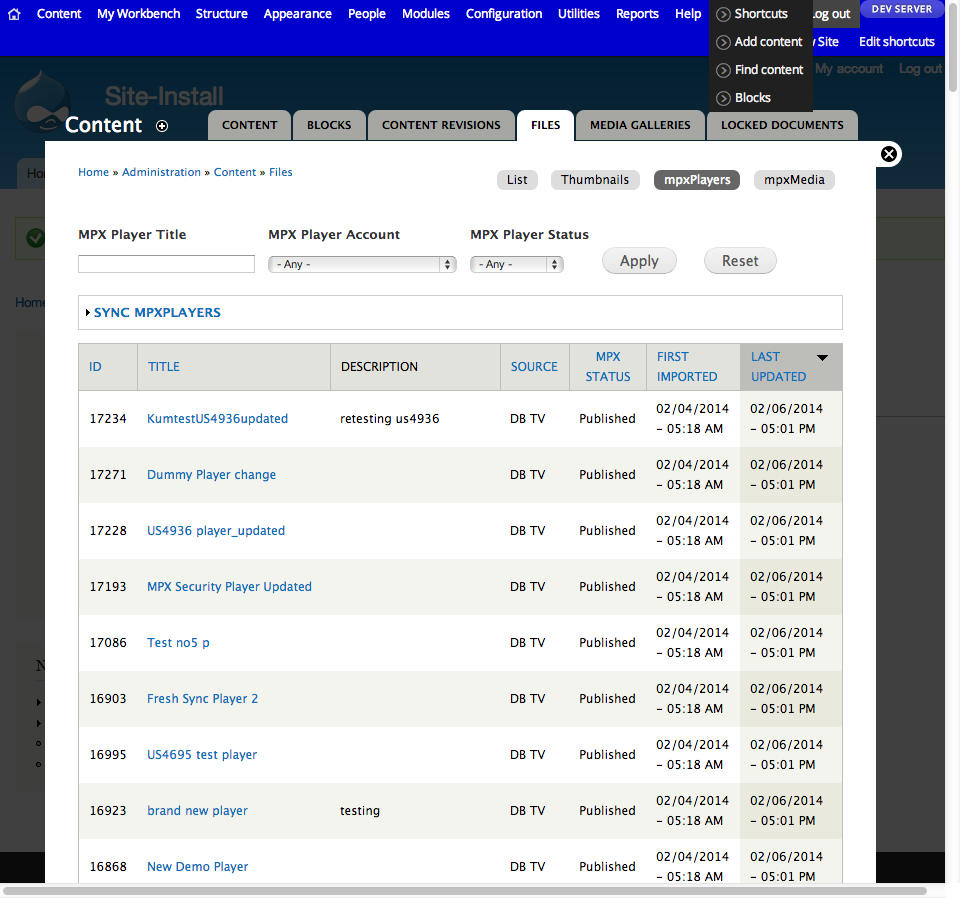 Content My Workbench Structure Appearance People Modules Configuration Utilities Reports Help Shortcuts Log out DEV SERVER
Add content Site Edit shortcuts
Find content My account Log out
Blocks
Site-Install
Content
CONTENT BLOCKS CONTENT REVISIONS FILES MEDIA GALLERIES LOCKED DOCUMENTS
Home » Administration » Content » Files
List Thumbnails mpxPlayers mpxMedia
MPX Player Title MPX Player Account MPX Player Status
- Any - - Any - Apply Reset
Home
SYNC MPXPLAYERS
ID TITLE DESCRIPTION SOURCE MPX STATUS FIRST IMPORTED LAST UPDATED
17234 KumtestUS4936updated retesting us4936 DB TV Published 02/04/2014 – 05:18 AM 02/06/2014 – 05:01 PM
17271 Dummy Player change DB TV Published 02/04/2014 – 05:18 AM 02/06/2014 – 05:01 PM
17228 US4936 player_updated DB TV Published 02/04/2014 – 05:18 AM 02/06/2014 – 05:01 PM
17193 MPX Security Player Updated DB TV Published 02/04/2014 – 05:18 AM 02/06/2014 – 05:01 PM
17086 Test no5 p DB TV Published 02/04/2014 – 05:18 AM 02/06/2014 – 05:01 PM
16903 Fresh Sync Player 2 DB TV Published 02/04/2014 – 05:18 AM 02/06/2014 – 05:01 PM
16995 US4695 test player DB TV Published 02/04/2014 – 05:18 AM 02/06/2014 – 05:01 PM
16923 brand new player testing DB TV Published 02/04/2014 – 05:18 AM 02/06/2014 – 05:01 PM
16868 New Demo Player DB TV Published 02/04/2014 – 05:18 AM 02/06/2014 – 05:01 PM